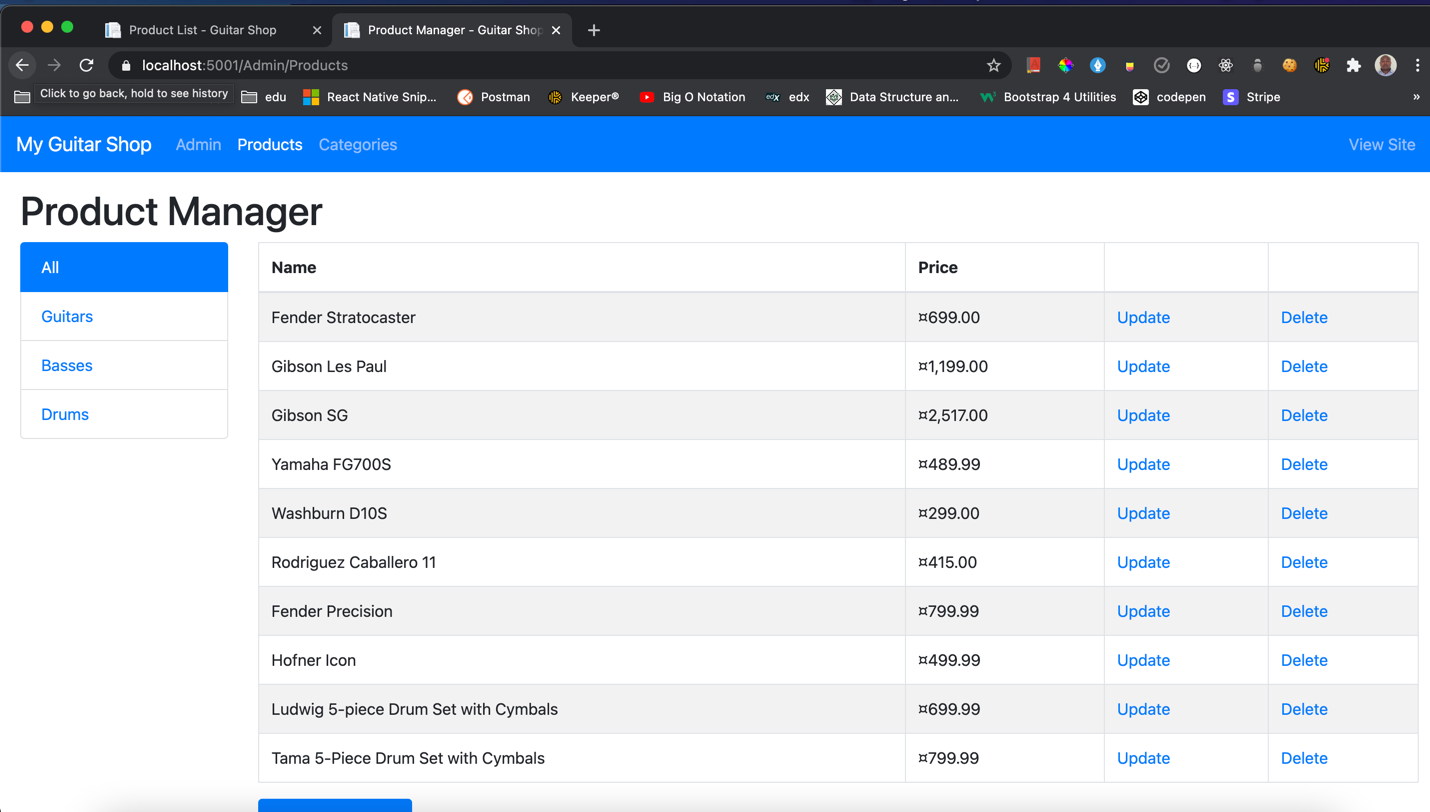 Product List - Guitar Shop
Product Manager - Guitar Shop
localhost:5001/Admin/Products
Click to go back, hold to see history edu React Native Snip... Postman Keeper® Big O Notation edx edx Data Structure an... Bootstrap 4 Utilities codepen S Stripe »
My Guitar Shop Admin Products Categories View Site
Product Manager
All
Guitars
Basses
Drums
Name Price
Fender Stratocaster ¤699.00 Update Delete
Gibson Les Paul ¤1,199.00 Update Delete
Gibson SG ¤2,517.00 Update Delete
Yamaha FG700S ¤489.99 Update Delete
Washburn D10S ¤299.00 Update Delete
Rodriguez Caballero 11 ¤415.00 Update Delete
Fender Precision ¤799.99 Update Delete
Hofner Icon ¤499.99 Update Delete
Ludwig 5-piece Drum Set with Cymbals ¤699.99 Update Delete
Tama 5-Piece Drum Set with Cymbals ¤799.99 Update Delete